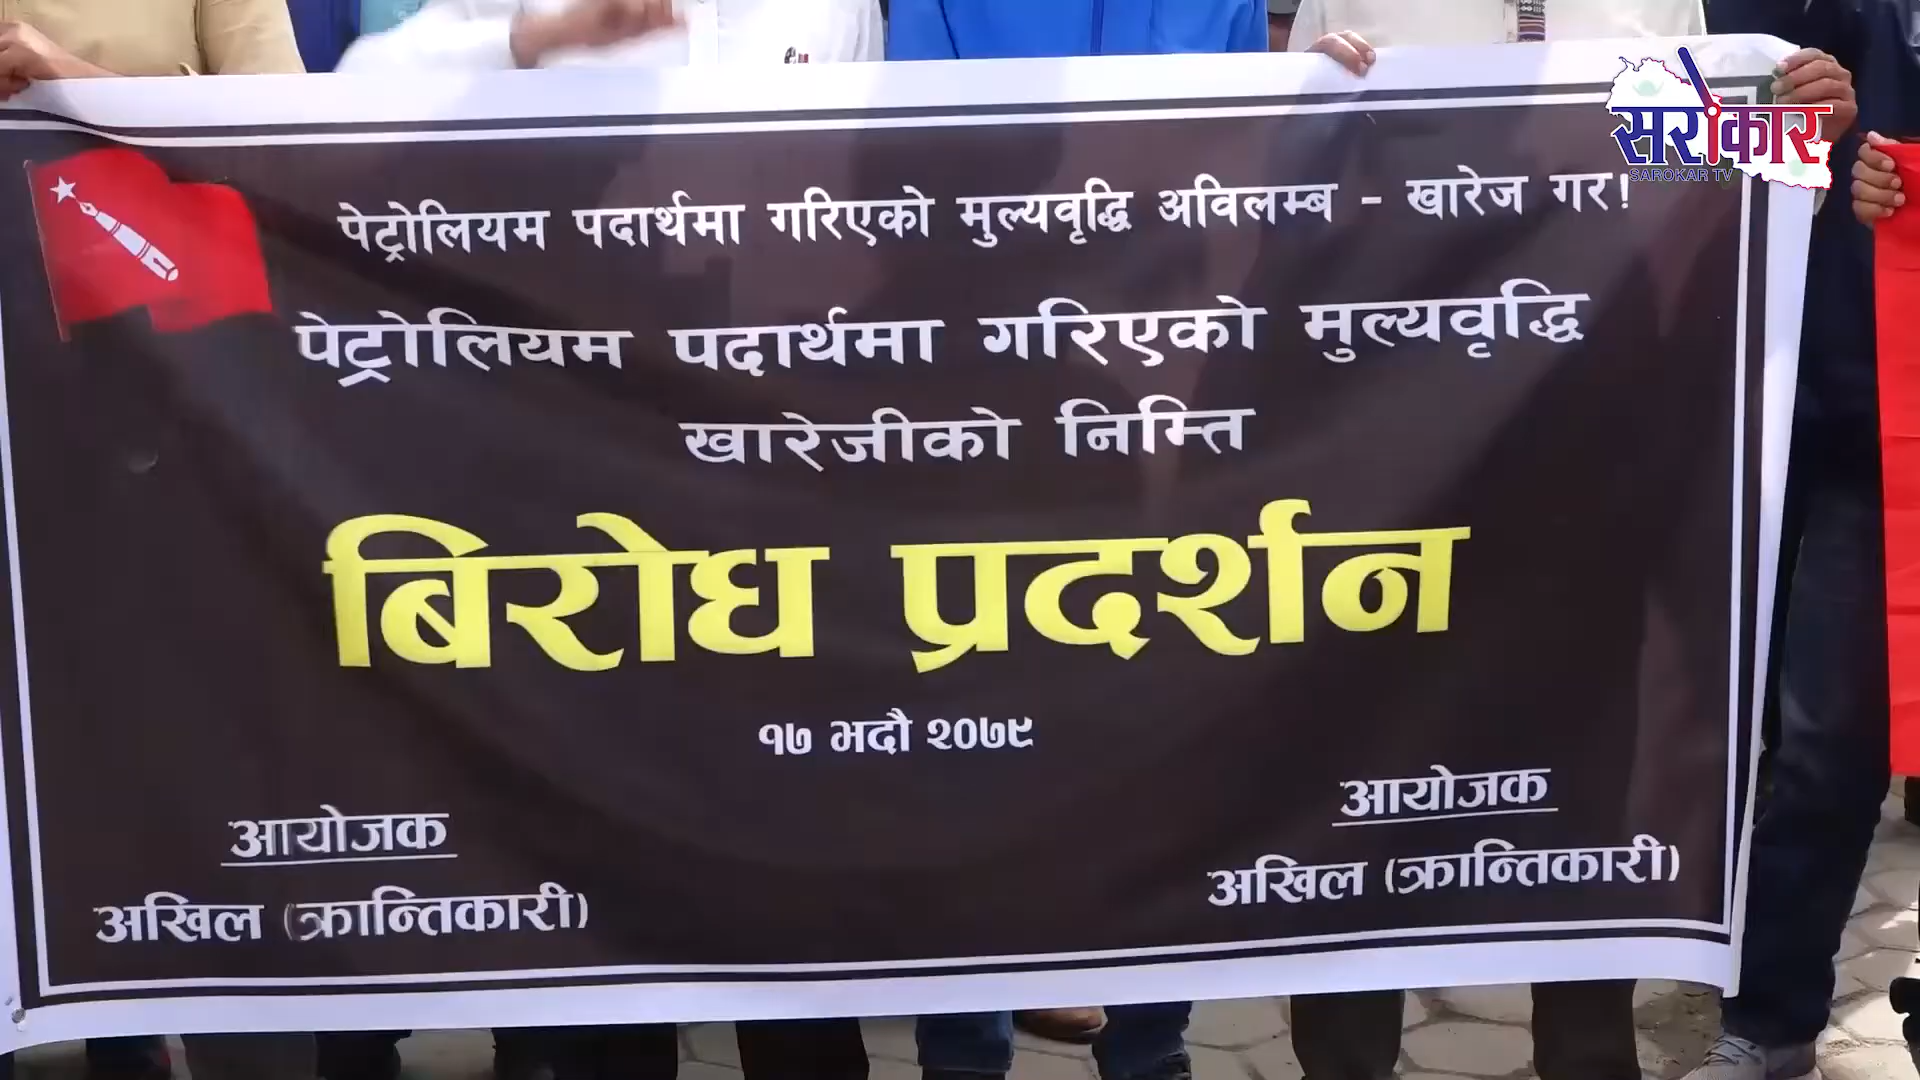 सरोकार
SAROKAR TV
पेट्रोलियम पदार्थमा गरिएको मुल्यवृद्धि अविलम्ब - खारेज गर!
पेट्रोलियम पदार्थमा गरिएको मुल्यवृद्धि
खारेजीको निम्ति
बिरोध प्रदर्शन
१७ भदौ २०७९
आयोजक
अखिल (क्रान्तिकारी)
आयोजक
अखिल (क्रान्तिकारी)